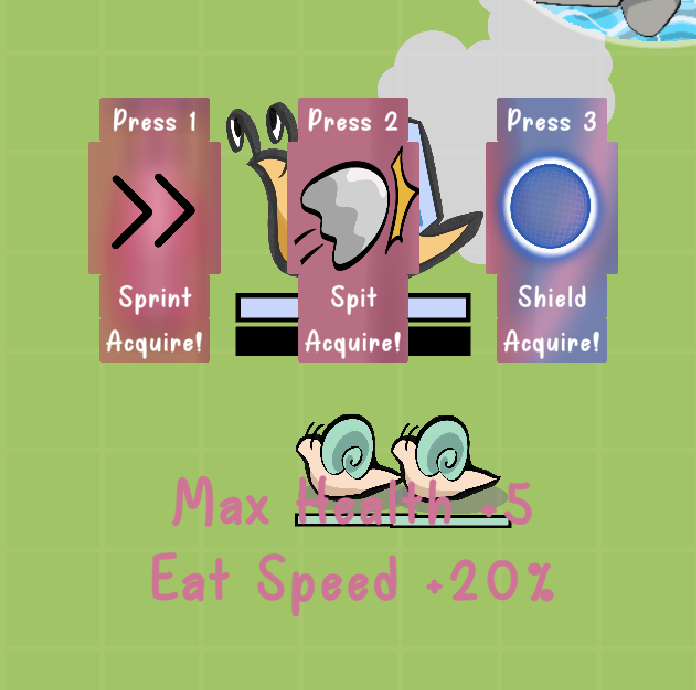 Press 1
Sprint
Acquire!
Press 2
Spit
Acquire!
Press 3
Shield
Acquire!
Max Health +5
Eat Speed +20%